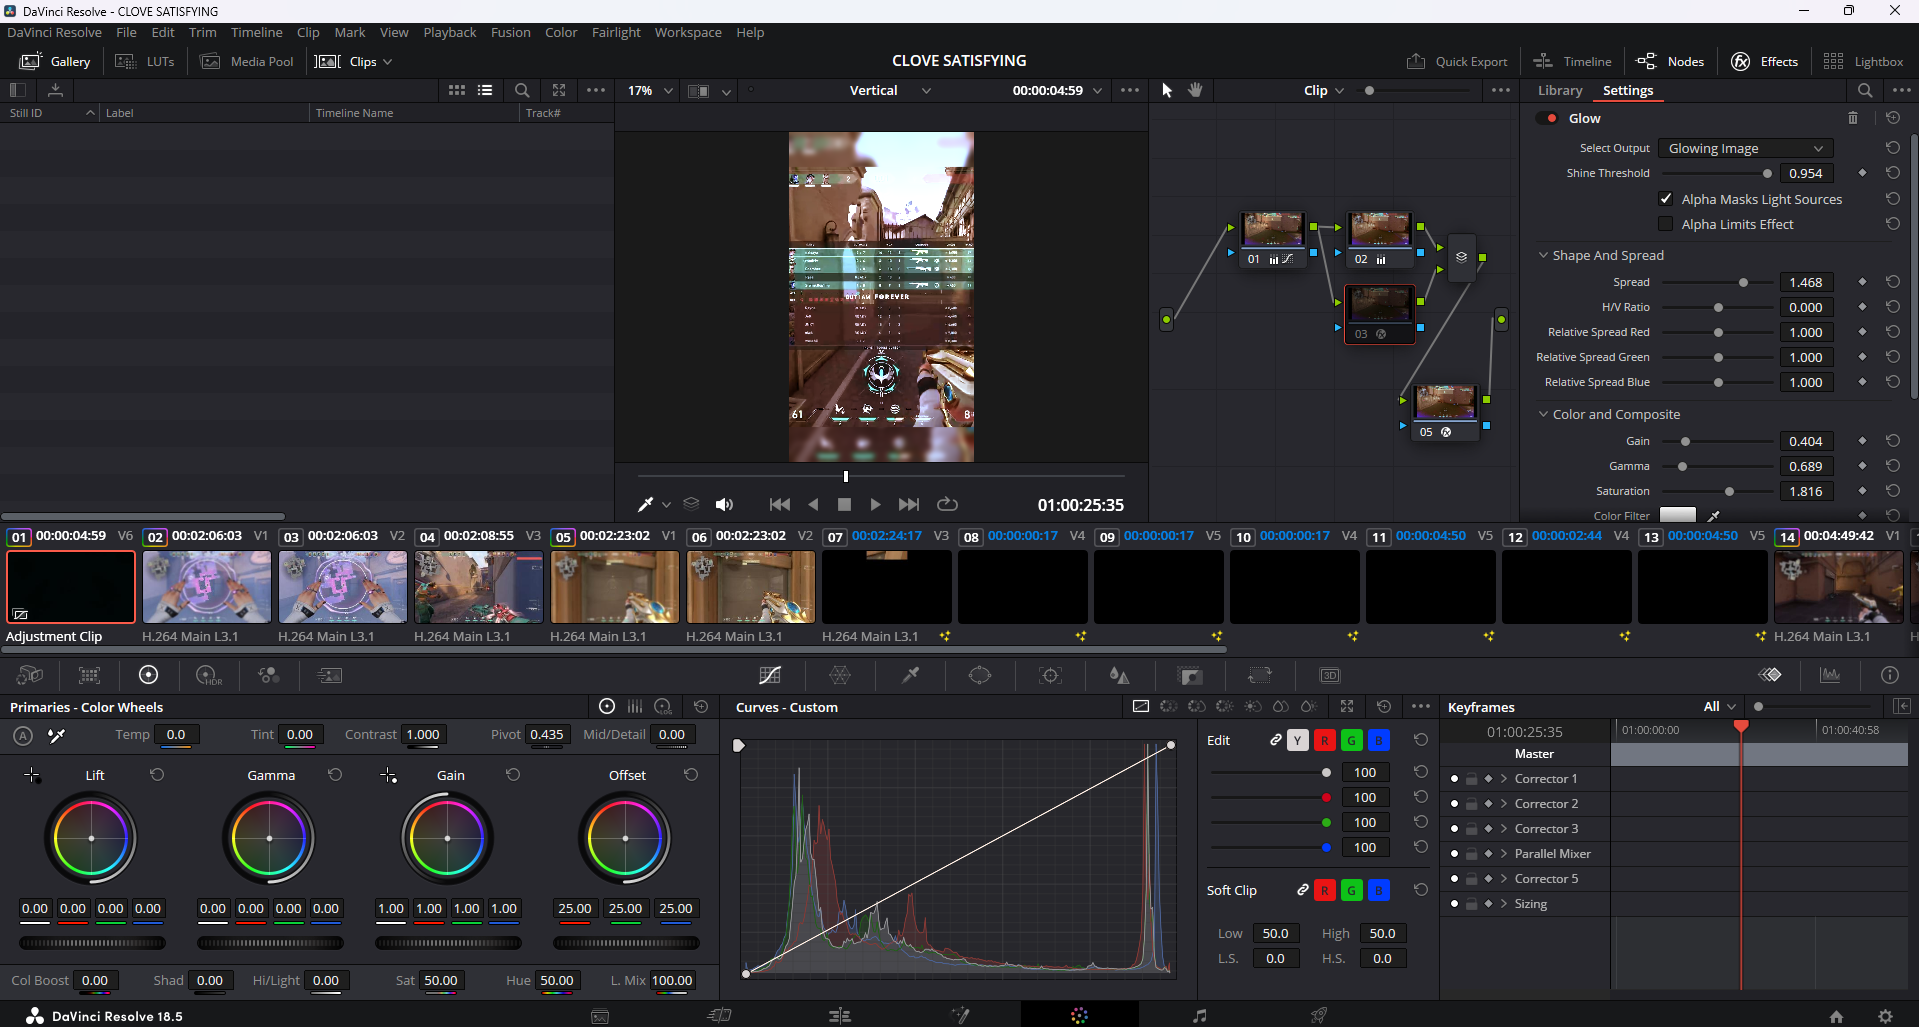 DaVinci Resolve - CLOVE SATISFYING
DaVinci Resolve File Edit Trim Timeline Clip Mark View Playback Fusion Color Fairlight Workspace Help
Gallery LUTs Media Pool Clips CLOVE SATISFYING Quick Export Timeline Nodes Effects Lightbox
17% Vertical 00:00:04:59 Clip Library Settings
Still ID Label Timeline Name Track#
Glow
Select Output Glowing Image
Shine Threshold 0.954
Alpha Masks Light Sources
Alpha Limits Effect
Shape And Spread
Spread 1.468
H/V Ratio 0.000
Relative Spread Red 1.000
Relative Spread Green 1.000
Relative Spread Blue 1.000
Color and Composite
Gain 0.404
Gamma 0.689
Saturation 1.816
Color Filter
01 02
03
05
FOREVER
61
01:00:25:35
01 00:00:04:59 V6 02 00:02:06:03 V1 03 00:02:06:03 V2 04 00:02:08:55 V3 05 00:02:23:02 V1 06 00:02:23:02 V2 07 00:02:24:17 V3 08 00:00:00:17 V4 09 00:00:00:17 V5 10 00:00:00:17 V4 11 00:00:04:50 V5 12 00:00:02:44 V4 13 00:00:04:50 V5 14 00:04:49:42 V1
Adjustment Clip H.264 Main L3.1 H.264 Main L3.1 H.264 Main L3.1 H.264 Main L3.1 H.264 Main L3.1 H.264 Main L3.1 H.264 Main L3.1 H
HDR 3D
Primaries - Color Wheels LOG Curves - Custom Keyframes All
A Temp 0.0 Tint 0.00 Contrast 1.000 Pivot 0.435 Mid/Detail 0.00
Lift Gamma Gain Offset
0.00 0.00 0.00 0.00 0.00 0.00 0.00 0.00 1.00 1.00 1.00 1.00 25.00 25.00 25.00
Col Boost 0.00 Shad 0.00 Hi/Light 0.00 Sat 50.00 Hue 50.00 L. Mix 100.00
Edit Y R G B
100
100
100
100
Soft Clip R G B
Low 50.0 High 50.0
L.S. 0.0 H.S. 0.0
01:00:25:35 01:00:00:00 01:00:40:58
Master
Corrector 1
Corrector 2
Corrector 3
Parallel Mixer
Corrector 5
Sizing
DaVinci Resolve 18.5